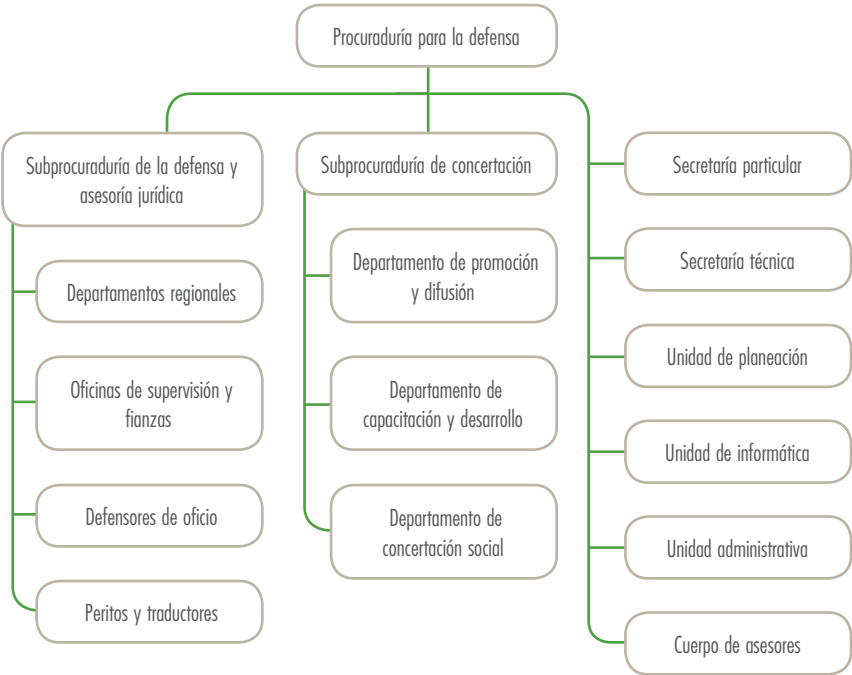 Procuraduría para la defensa
Subprocuraduría de la defensa y
asesoría jurídica
Departamentos regionales
Oficinas de supervisión y
fianzas
Defensores de oficio
Peritos y traductores
Subprocuraduría de concertación
Departamento de promoción
y difusión
Departamento de
capacitación y desarrollo
Departamento de
concertación social
Secretaría particular
Secretaría técnica
Unidad de planeación
Unidad de informática
Unidad administrativa
Cuerpo de asesores